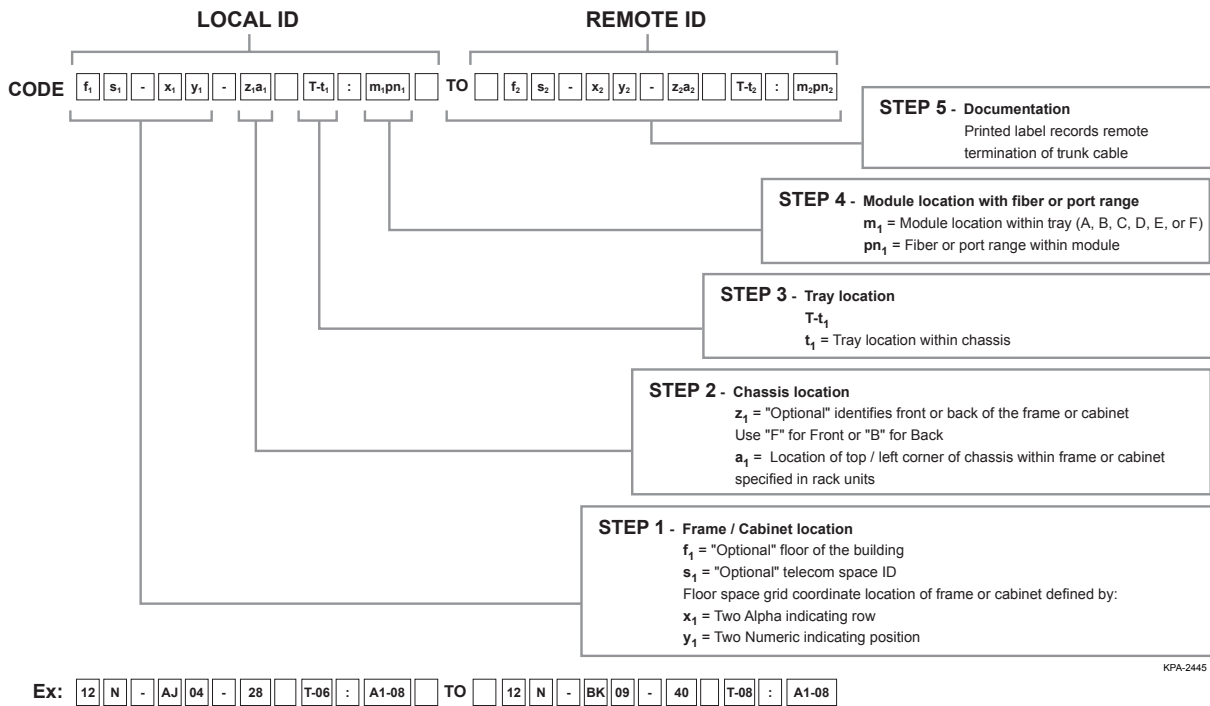 LOCAL ID REMOTE ID
CODE f₁ s₁ - x₁ y₁ - z₁a₁ T-t₁ : m₁pn₁ TO f₂ s₂ - x₂ y₂ - z₂a₂ T-t₂ : m₂pn₂
STEP 5 - Documentation
Printed label records remote
termination of trunk cable
STEP 4 - Module location with fiber or port range
m₁ = Module location within tray (A, B, C, D, E, or F)
pn₁ = Fiber or port range within module
STEP 3 - Tray location
T-t₁
t₁ = Tray location within chassis
STEP 2 - Chassis location
z₁ = "Optional" identifies front or back of the frame or cabinet
Use "F" for Front or "B" for Back
a₁ = Location of top / left corner of chassis within frame or cabinet
specified in rack units
STEP 1 - Frame / Cabinet location
f₁ = "Optional" floor of the building
s₁ = "Optional" telecom space ID
Floor space grid coordinate location of frame or cabinet defined by:
x₁ = Two Alpha indicating row
y₁ = Two Numeric indicating position
KPA-2445
Ex: 12 N - AJ 04 - 28 T-06 : A1-08 TO 12 N - BK 09 - 40 T-08 : A1-08